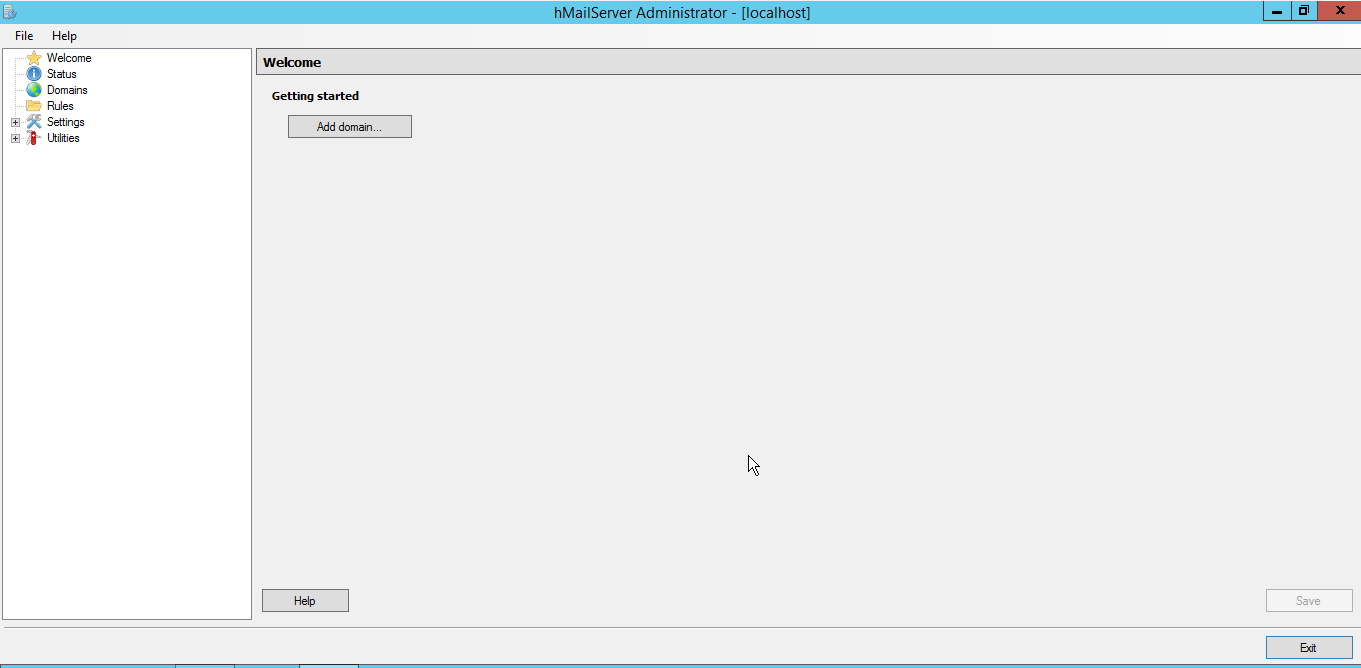 hMailServer Administrator - [localhost]
File Help
Welcome
Status
Domains
Rules
Settings
Utilities
Welcome
Getting started
Add domain...
Help
Save
Exit